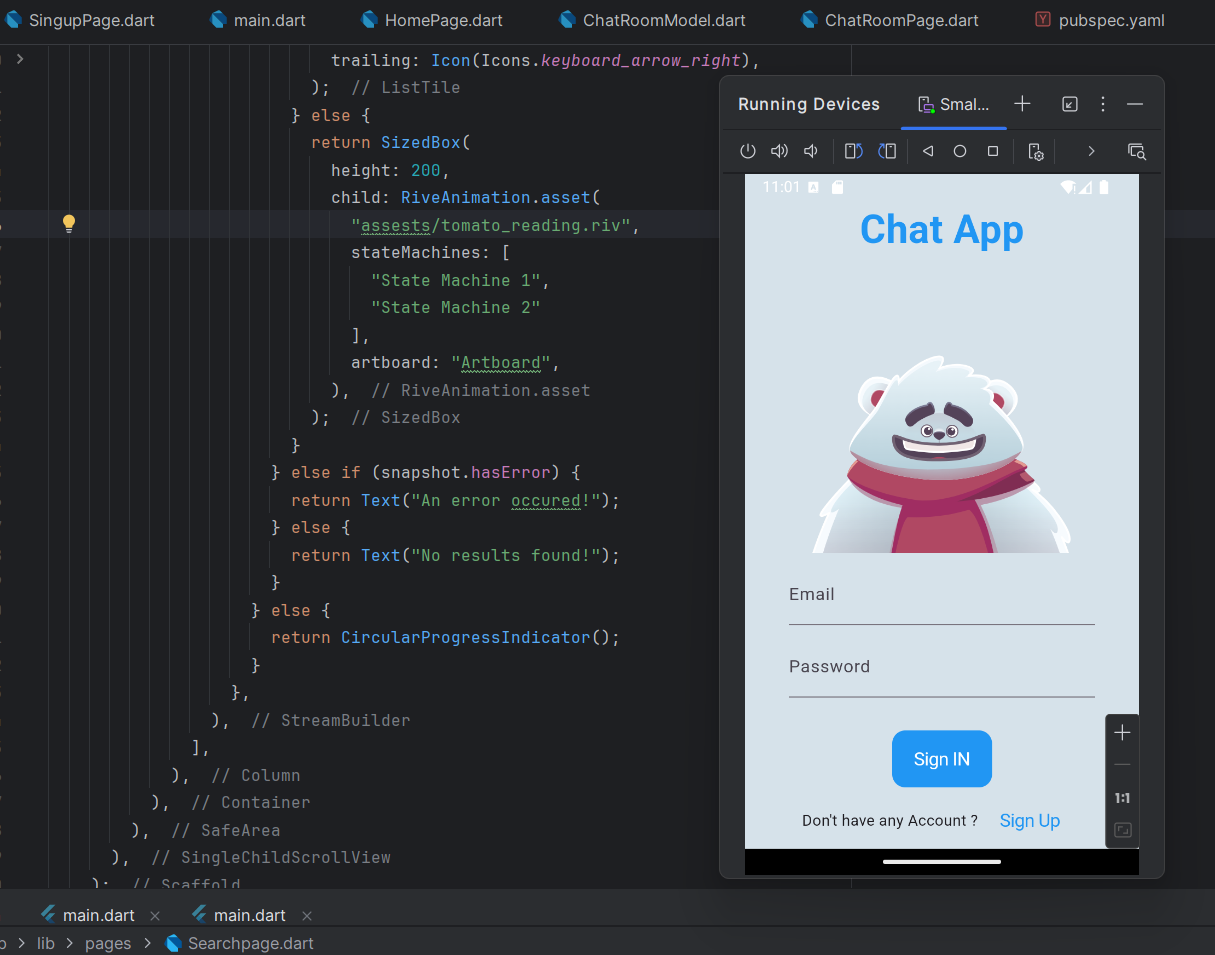 SingupPage.dart main.dart HomePage.dart ChatRoomModel.dart ChatRoomPage.dart pubspec.yaml
trailing: Icon(Icons.keyboard_arrow_right),
); // ListTile
} else {
return SizedBox(
height: 200,
child: RiveAnimation.asset(
"assests/tomato_reading.riv",
stateMachines: [
"State Machine 1",
"State Machine 2"
],
artboard: "Artboard",
), // RiveAnimation.asset
); // SizedBox
}
} else if (snapshot.hasError) {
return Text("An error occured!");
} else {
return Text("No results found!");
}
} else {
return CircularProgressIndicator();
}
},
), // StreamBuilder
],
), // Column
), // Container
), // SafeArea
), // SingleChildScrollView
); // Scaffold
Running Devices Smal...
11:01
Chat App
Email
Password
Sign IN
Don't have any Account ? Sign Up
1:1
main.dart main.dart
lib > pages > Searchpage.dart